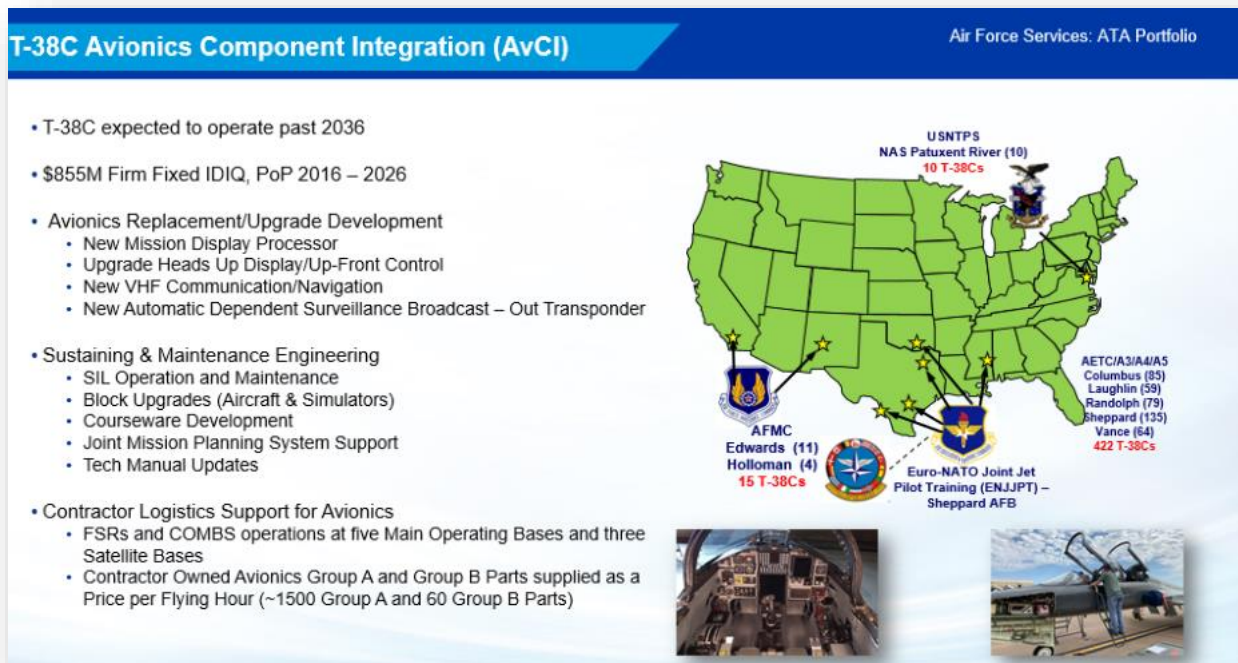 T-38C Avionics Component Integration (AvCI)
Air Force Services: ATA Portfolio
• T-38C expected to operate past 2036
• $855M Firm Fixed IDIQ, PoP 2016 – 2026
• Avionics Replacement/Upgrade Development
• New Mission Display Processor
• Upgrade Heads Up Display/Up-Front Control
• New VHF Communication/Navigation
• New Automatic Dependent Surveillance Broadcast – Out Transponder
• Sustaining & Maintenance Engineering
• SIL Operation and Maintenance
• Block Upgrades (Aircraft & Simulators)
• Courseware Development
• Joint Mission Planning System Support
• Tech Manual Updates
• Contractor Logistics Support for Avionics
• FSRs and COMBS operations at five Main Operating Bases and three
Satellite Bases
• Contractor Owned Avionics Group A and Group B Parts supplied as a
Price per Flying Hour (~1500 Group A and 60 Group B Parts)
USNTPS
NAS Patuxent River (10)
10 T-38Cs
AFMC
Edwards (11)
Holloman (4)
15 T-38Cs
AETC/A3/A4/A5
Columbus (85)
Laughlin (59)
Randolph (79)
Sheppard (135)
Vance (64)
422 T-38Cs
Euro-NATO Joint Jet
Pilot Training (ENJJPT) –
Sheppard AFB